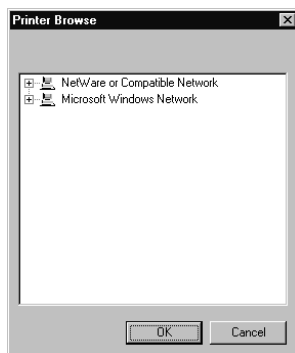 Printer Browse
NetWare or Compatible Network
Microsoft Windows Network
OK
Cancel